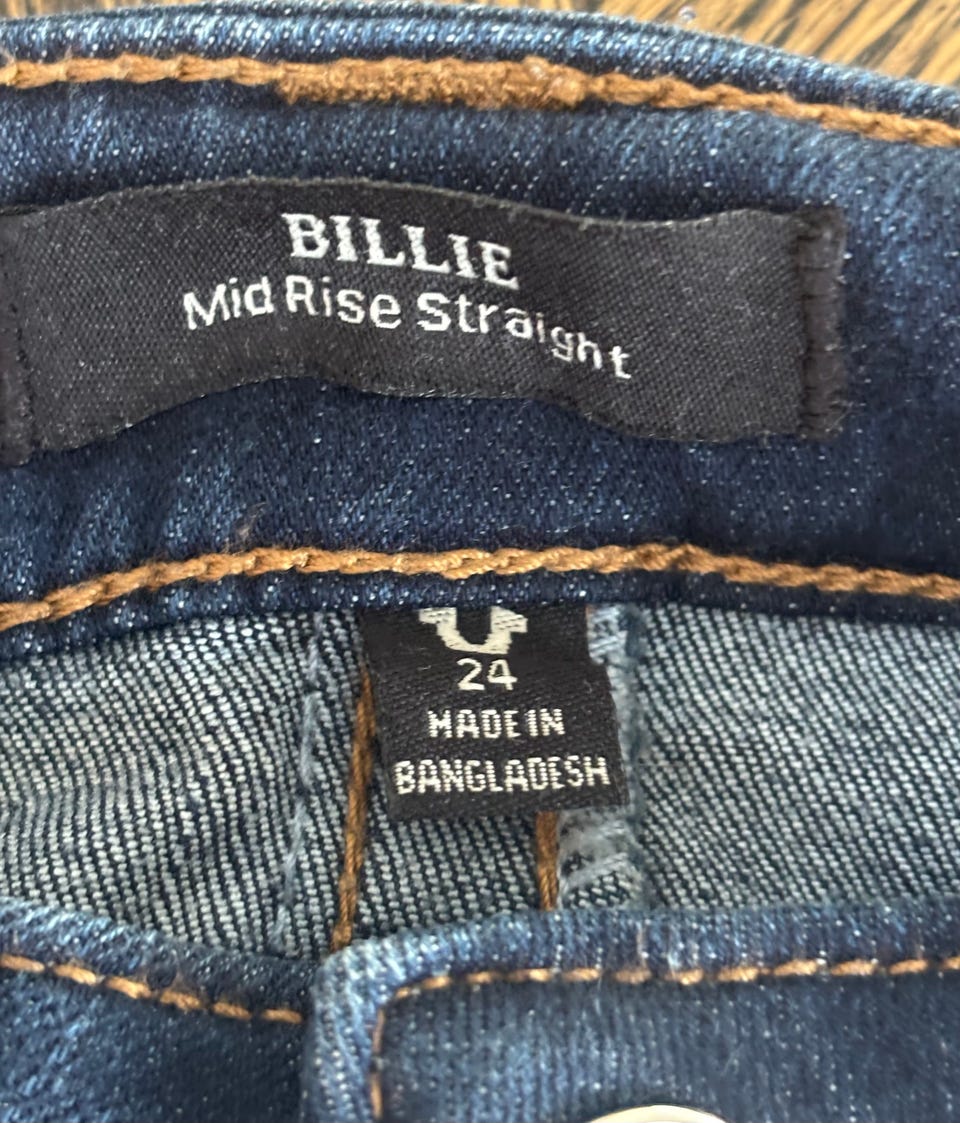 BILLIE
Mid Rise Straight
24
MADE IN
BANGLADESH